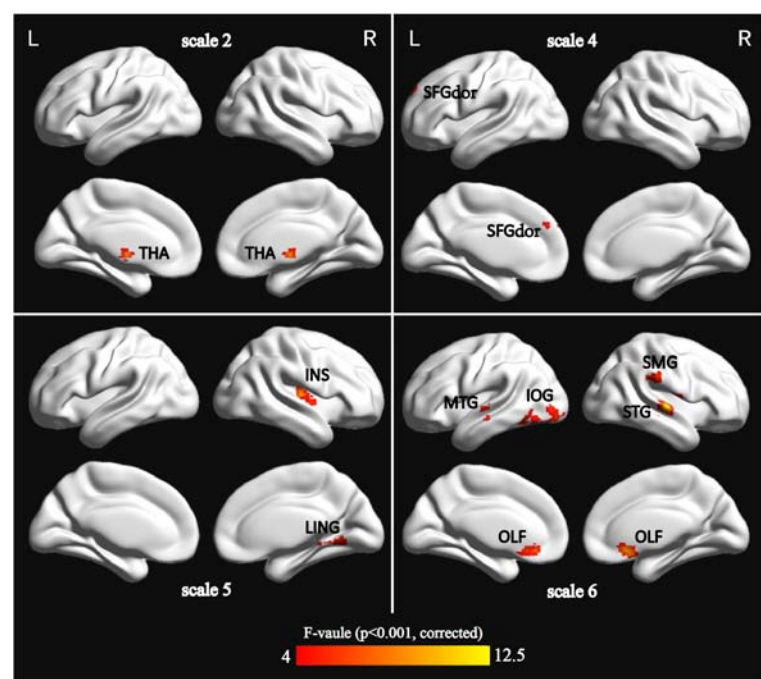 L scale 2 R
THA THA
L scale 4 R
SFGdor
SFGdor
INS
LING
scale 5
SMG
MTG IOG STG
OLF OLF
scale 6
F-vaule (p<0.001, corrected)
4 12.5